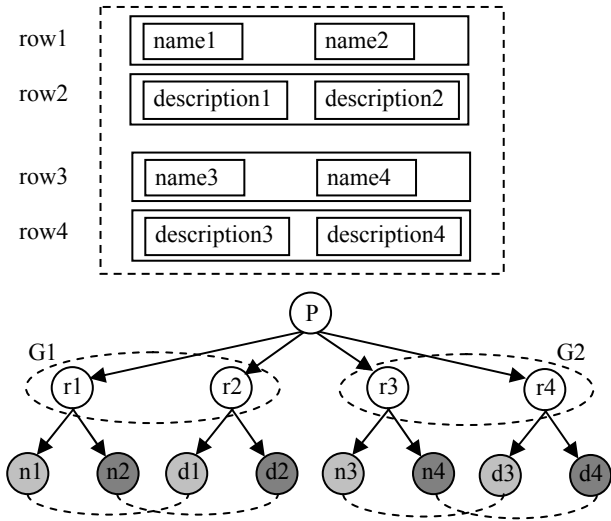 row1 name1 name2
row2 description1 description2
row3 name3 name4
row4 description3 description4
P
G1 G2
r1 r2 r3 r4
n1 n2 d1 d2 n3 n4 d3 d4